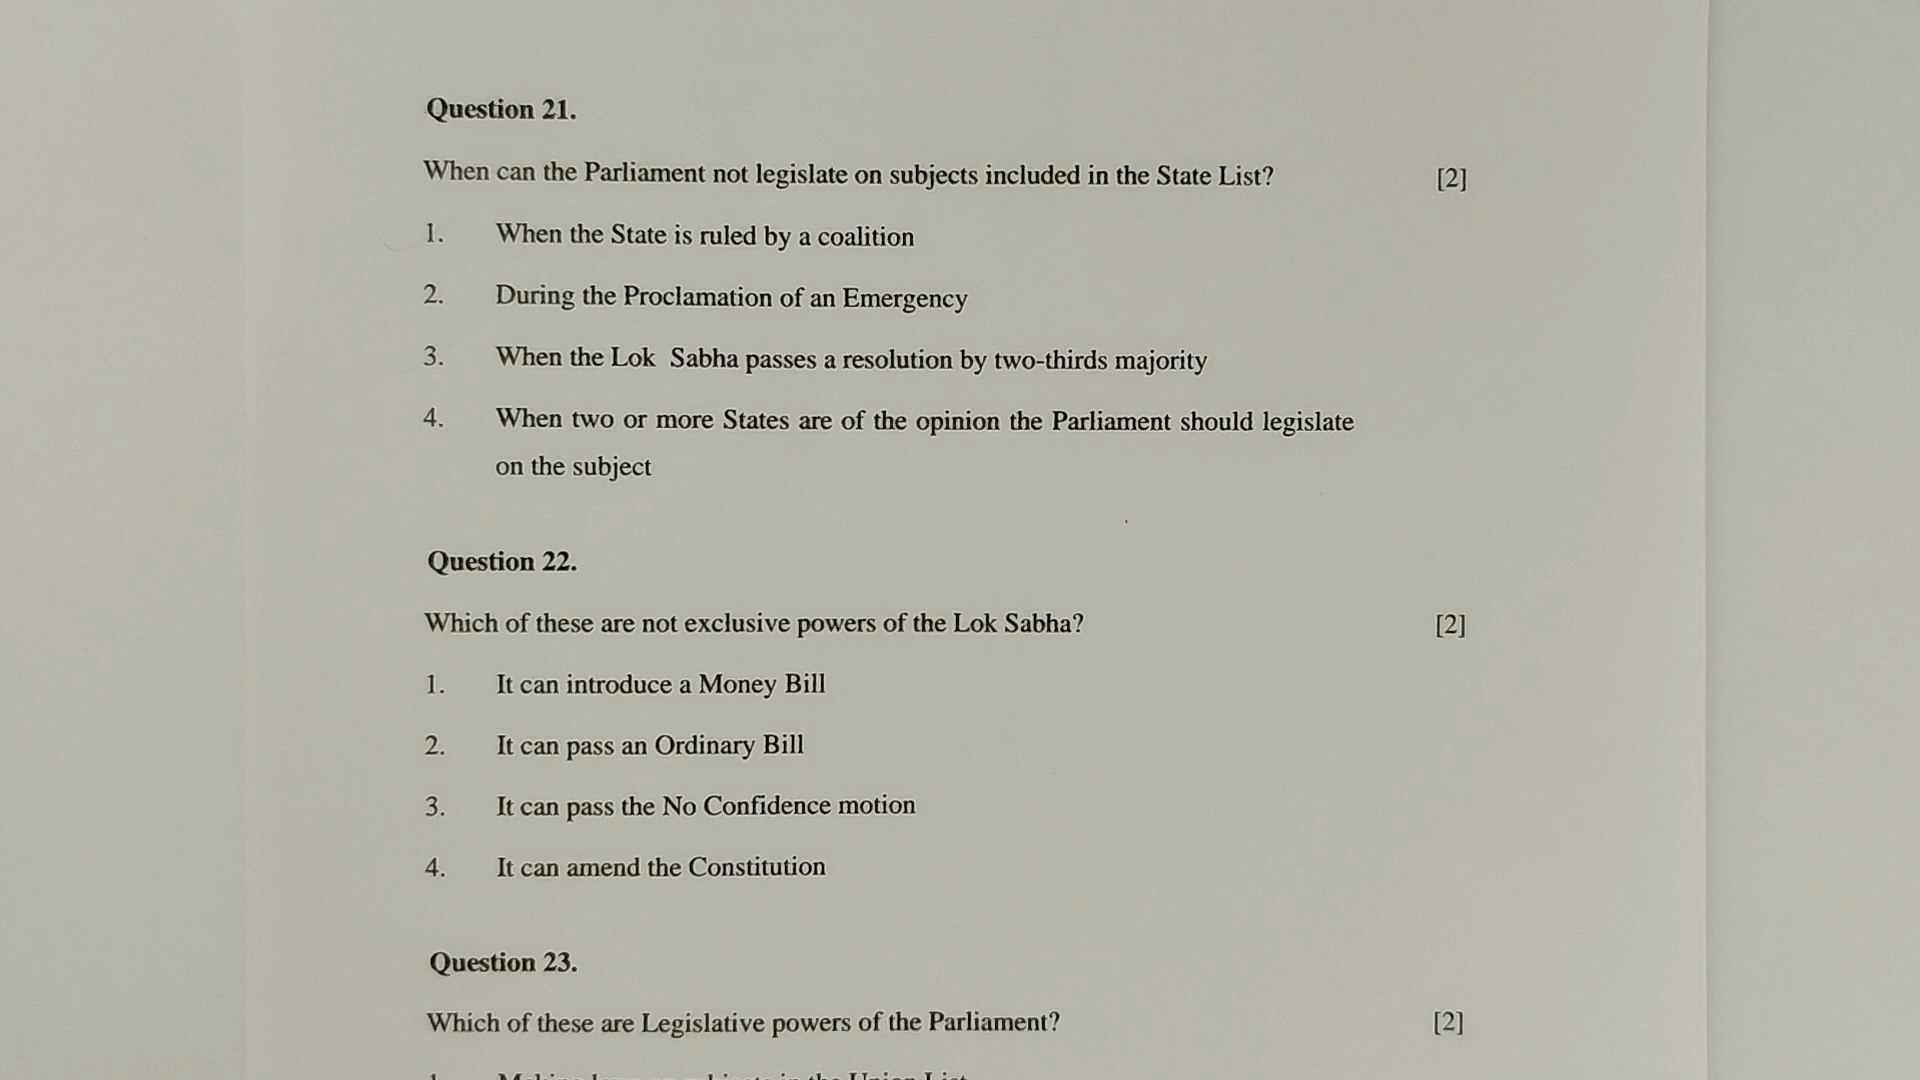 Question 21.
When can the Parliament not legislate on subjects included in the State List? [2]
1. When the State is ruled by a coalition
2. During the Proclamation of an Emergency
3. When the Lok Sabha passes a resolution by two-thirds majority
4. When two or more States are of the opinion the Parliament should legislate
on the subject
Question 22.
Which of these are not exclusive powers of the Lok Sabha? [2]
1. It can introduce a Money Bill
2. It can pass an Ordinary Bill
3. It can pass the No Confidence motion
4. It can amend the Constitution
Question 23.
Which of these are Legislative powers of the Parliament? [2]
in the Union List